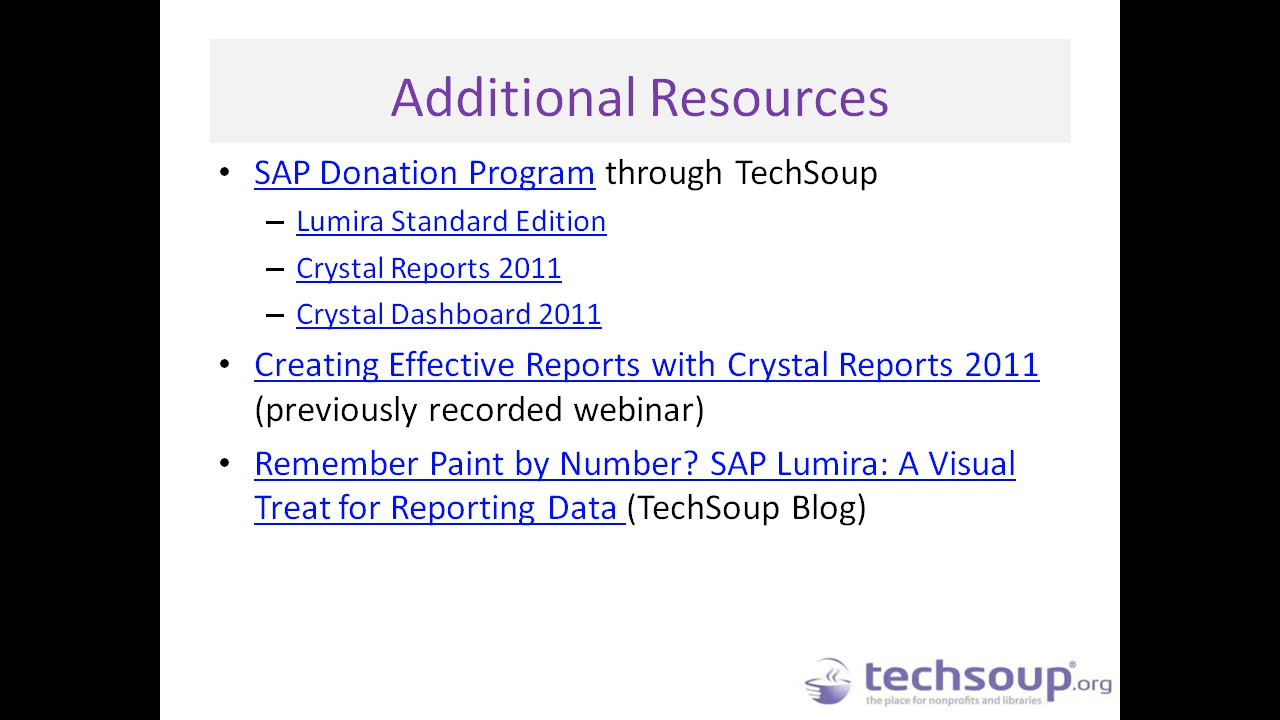 Additional Resources
• SAP Donation Program through TechSoup
– Lumira Standard Edition
– Crystal Reports 2011
– Crystal Dashboard 2011
• Creating Effective Reports with Crystal Reports 2011
(previously recorded webinar)
• Remember Paint by Number? SAP Lumira: A Visual
Treat for Reporting Data (TechSoup Blog)
techsoup®.org
the place for nonprofits and libraries